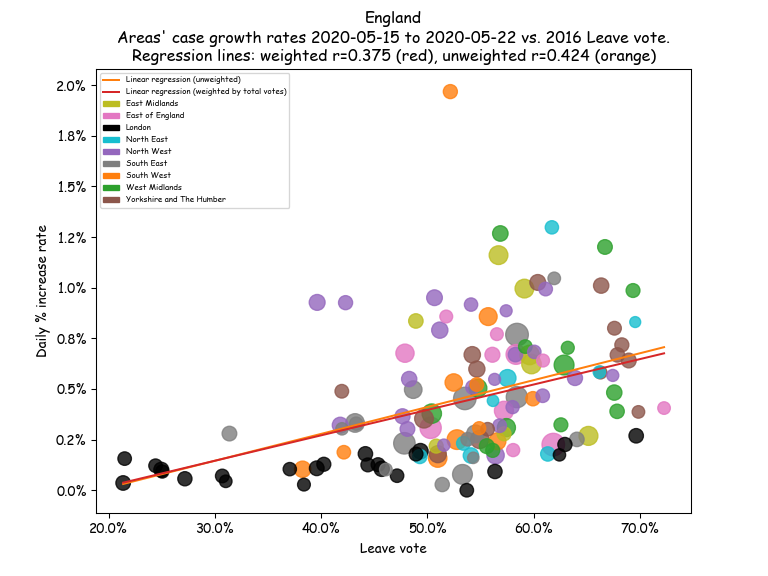 England
Areas' case growth rates 2020-05-15 to 2020-05-22 vs. 2016 Leave vote.
Regression lines: weighted r=0.375 (red), unweighted r=0.424 (orange)
Linear regression (unweighted)
Linear regression (weighted by total votes)
East Midlands
East of England
London
North East
North West
South East
South West
West Midlands
Yorkshire and The Humber
Daily % increase rate
2.0%
1.8%
1.5%
1.2%
1.0%
0.8%
0.5%
0.2%
0.0%
20.0% 30.0% 40.0% 50.0% 60.0% 70.0%
Leave vote